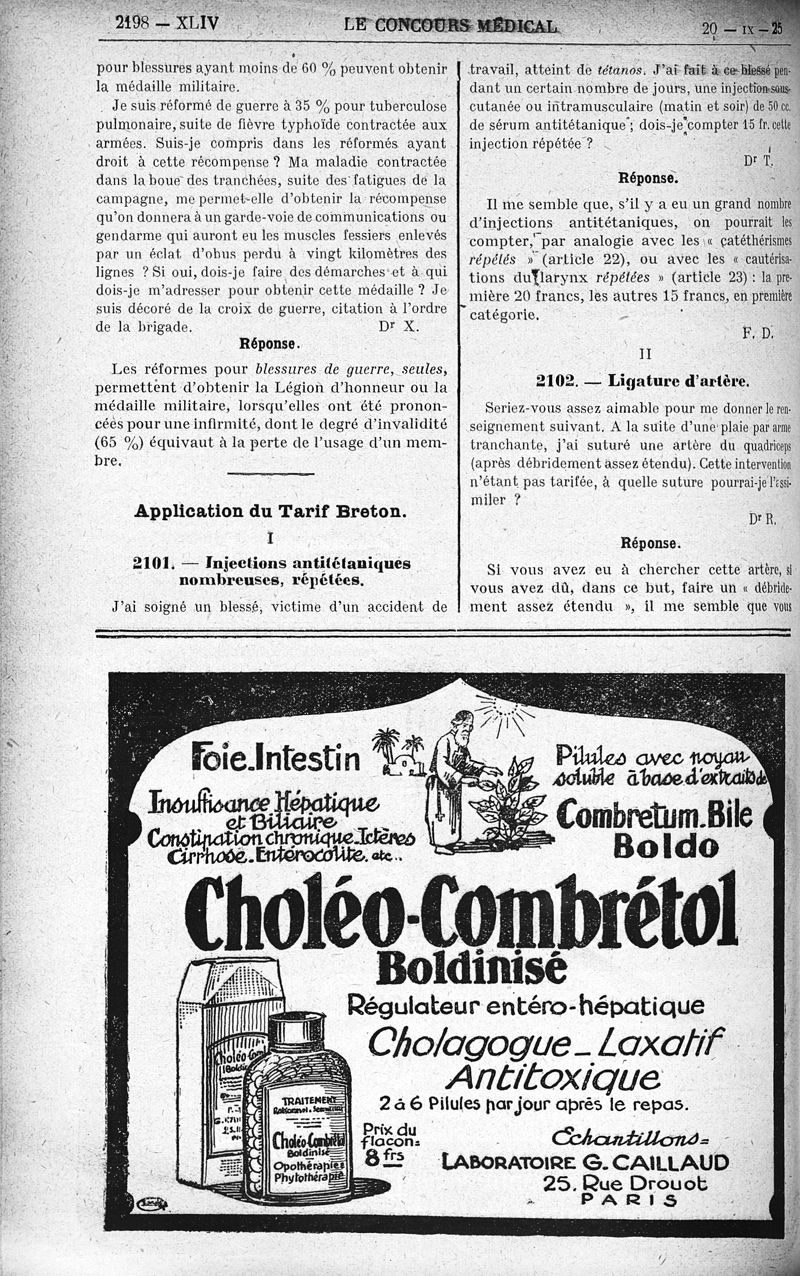 2198 — XLIV
LE CONCOURS MÉDICAL
20 — IX — 25
pour blessures ayant moins de 60 % peuvent obtenir
la médaille militaire.
Je suis réformé de guerre à 35 % pour tuberculose
pulmonaire, suite de fièvre typhoïde contractée aux
armées. Suis-je compris dans les réformés ayant
droit à cette récompense ? Ma maladie contractée
dans la boue des tranchées, suite des fatigues de la
campagne, me permet-elle d'obtenir la récompense
qu'on donnera à un garde-voie de communications ou
gendarme qui auront eu les muscles fessiers enlevés
par un éclat d'obus perdu à vingt kilomètres des
lignes ? Si oui, dois-je faire des démarches et à qui
dois-je m'adresser pour obtenir cette médaille ? Je
suis décoré de la croix de guerre, citation à l'ordre
de la brigade. Dr X.
Réponse.
Les réformes pour blessures de guerre, seules,
permettent d'obtenir la Légion d'honneur ou la
médaille militaire, lorsqu'elles ont été pronon-
cées pour une infirmité, dont le degré d'invalidité
(65 %) équivaut à la perte de l'usage d'un mem-
bre.
Application du Tarif Breton.
I
2101. — Injections antitétaniques
nombreuses, répétées.
J'ai soigné un blessé, victime d'un accident de
travail, atteint de tétanos. J'ai fait à ce blessé pen-
dant un certain nombre de jours, une injection sous-
cutanée ou intramusculaire (matin et soir) de 50 cc.
de sérum antitétanique ; dois-je compter 15 fr. cette
injection répétée ?
Dr T.
Réponse.
Il me semble que, s'il y a eu un grand nombre
d'injections antitétaniques, on pourrait les
compter, par analogie avec les « catéthérismes
répétés » (article 22), ou avec les « cautérisa-
tions du larynx répétées » (article 23) : la pre-
mière 20 francs, les autres 15 francs, en première
catégorie.
F. D.
II
2102. — Ligature d'artère.
Seriez-vous assez aimable pour me donner le ren-
seignement suivant. A la suite d'une plaie par arme
tranchante, j'ai suturé une artère du quadriceps
(après débridement assez étendu). Cette intervention
n'étant pas tarifée, à quelle suture pourrai-je l'assi-
miler ?
Dr R.
Réponse.
Si vous avez eu à chercher cette artère, si
vous avez dû, dans ce but, faire un « débride-
ment assez étendu », il me semble que vous
Foie-Intestin
Insuffisance Hépatique
et Biliaire
Constipation chronique-Ictères
Cirrhose-Entérocolite. etc..
Pilules avec noyau
soluble à base d'extraits de
Combretum-Bile
Boldo
Choléo-Combrétol
Boldinisé
Régulateur entéro-hépatique
Cholagogue - Laxatif
Antitoxique
2 à 6 Pilules par jour après le repas.
Prix du
flacon:
8 frs
Échantillons=
LABORATOIRE G. CAILLAUD
25. Rue Drouot
PARIS
TRAITEMENT
Choléo-Combrétol
Boldinisé
Opothérapie
Phytothérapie